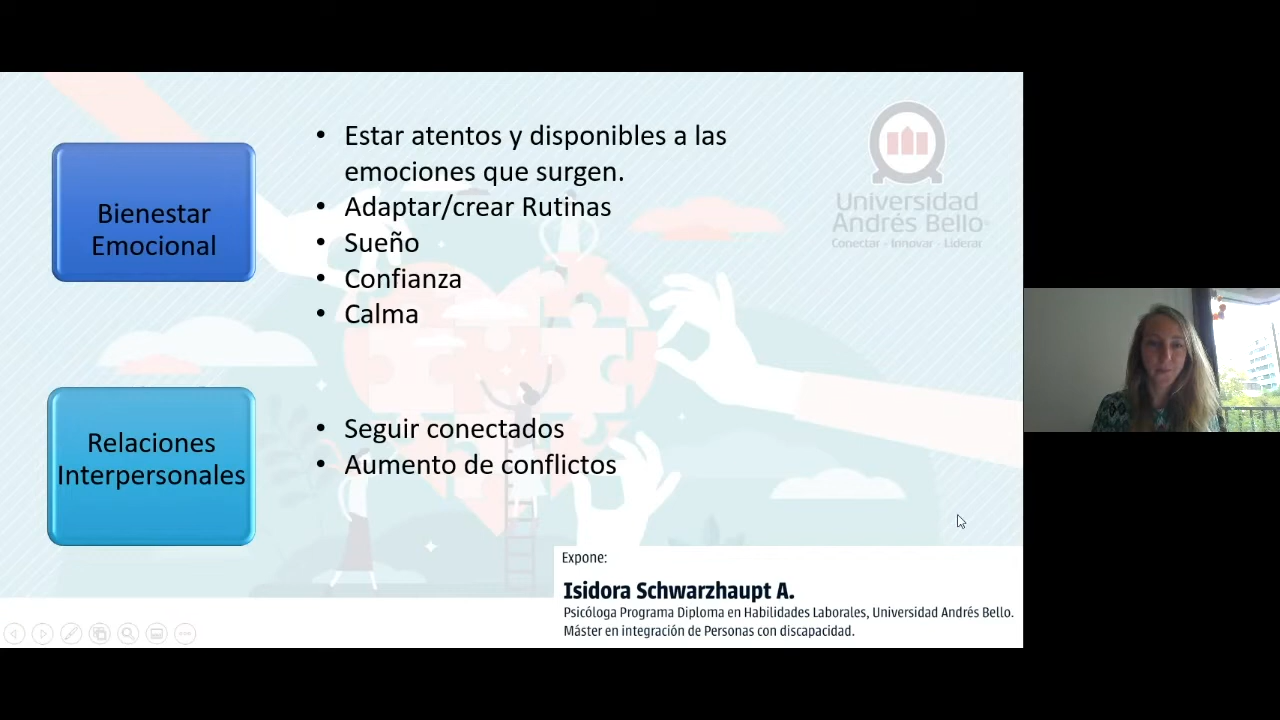 Bienestar
Emocional
• Estar atentos y disponibles a las
emociones que surgen.
• Adaptar/crear Rutinas
• Sueño
• Confianza
• Calma
Universidad
Andrés Bello
Conectar - Innovar - Liderar
Relaciones
Interpersonales
• Seguir conectados
• Aumento de conflictos
Expone:
Isidora Schwarzhaupt A.
Psicóloga Programa Diploma en Habilidades Laborales, Universidad Andrés Bello.
Máster en integración de Personas con discapacidad.